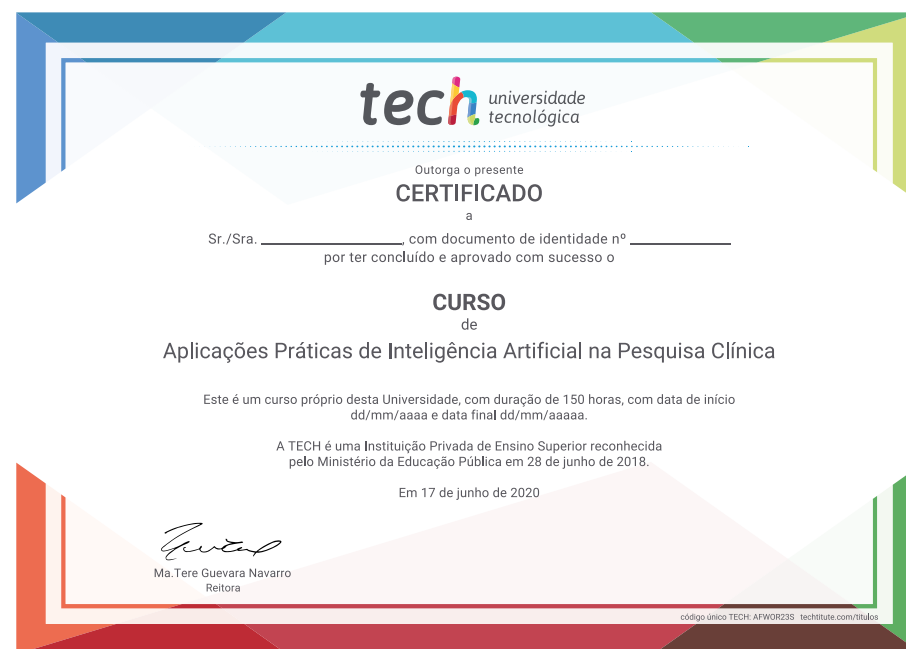 tech universidade
tecnológica
Outorga o presente
CERTIFICADO
a
Sr./Sra. ________________, com documento de identidade nº ____________
por ter concluído e aprovado com sucesso o
CURSO
de
Aplicações Práticas de Inteligência Artificial na Pesquisa Clínica
Este é um curso próprio desta Universidade, com duração de 150 horas, com data de início
dd/mm/aaaa e data final dd/mm/aaaaa.
A TECH é uma Instituição Privada de Ensino Superior reconhecida
pelo Ministério da Educação Pública em 28 de junho de 2018.
Em 17 de junho de 2020
Ma.Tere Guevara Navarro
Reitora
código único TECH: AFWOR23S techtitute.com/titulos